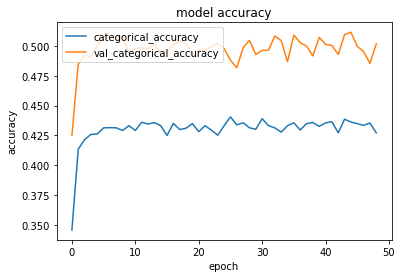 model accuracy
categorical_accuracy
val_categorical_accuracy
accuracy
0.500
0.475
0.450
0.425
0.400
0.375
0.350
0 10 20 30 40 50
epoch